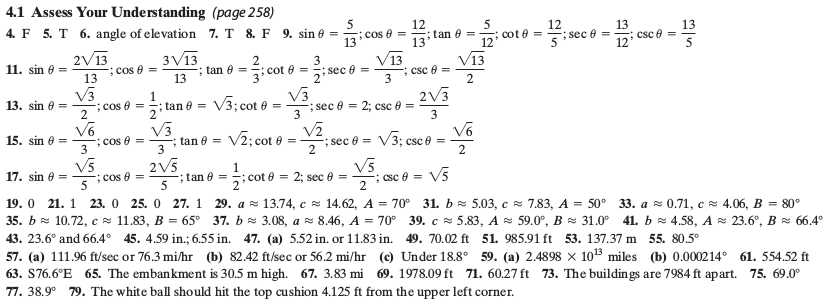 4.1 Assess Your Understanding (page 258)
4. F 5. T 6. angle of elevation 7. T 8. F 9. sin θ = 5/13; cos θ = 12/13; tan θ = 5/12; cot θ = 12/5; sec θ = 13/12; csc θ = 13/5
11. sin θ = 2√13/13; cos θ = 3√13/13; tan θ = 2/3; cot θ = 3/2; sec θ = √13/3; csc θ = √13/2
13. sin θ = √3/2; cos θ = 1/2; tan θ = √3; cot θ = √3/3; sec θ = 2; csc θ = 2√3/3
15. sin θ = √6/3; cos θ = √3/3; tan θ = √2; cot θ = √2/2; sec θ = √3; csc θ = √6/2
17. sin θ = √5/5; cos θ = 2√5/5; tan θ = 1/2; cot θ = 2; sec θ = √5/2; csc θ = √5
19. 0 21. 1 23. 0 25. 0 27. 1 29. a ≈ 13.74, c ≈ 14.62, A = 70° 31. b ≈ 5.03, c ≈ 7.83, A = 50° 33. a ≈ 0.71, c ≈ 4.06, B = 80°
35. b ≈ 10.72, c ≈ 11.83, B = 65° 37. b ≈ 3.08, a ≈ 8.46, A = 70° 39. c ≈ 5.83, A ≈ 59.0°, B ≈ 31.0° 41. b ≈ 4.58, A ≈ 23.6°, B ≈ 66.4°
43. 23.6° and 66.4° 45. 4.59 in.; 6.55 in. 47. (a) 5.52 in. or 11.83 in. 49. 70.02 ft 51. 985.91 ft 53. 137.37 m 55. 80.5°
57. (a) 111.96 ft/sec or 76.3 mi/hr (b) 82.42 ft/sec or 56.2 mi/hr (c) Under 18.8° 59. (a) 2.4898 × 10¹³ miles (b) 0.000214° 61. 554.52 ft
63. S76.6°E 65. The embankment is 30.5 m high. 67. 3.83 mi 69. 1978.09 ft 71. 60.27 ft 73. The buildings are 7984 ft apart. 75. 69.0°
77. 38.9° 79. The white ball should hit the top cushion 4.125 ft from the upper left corner.